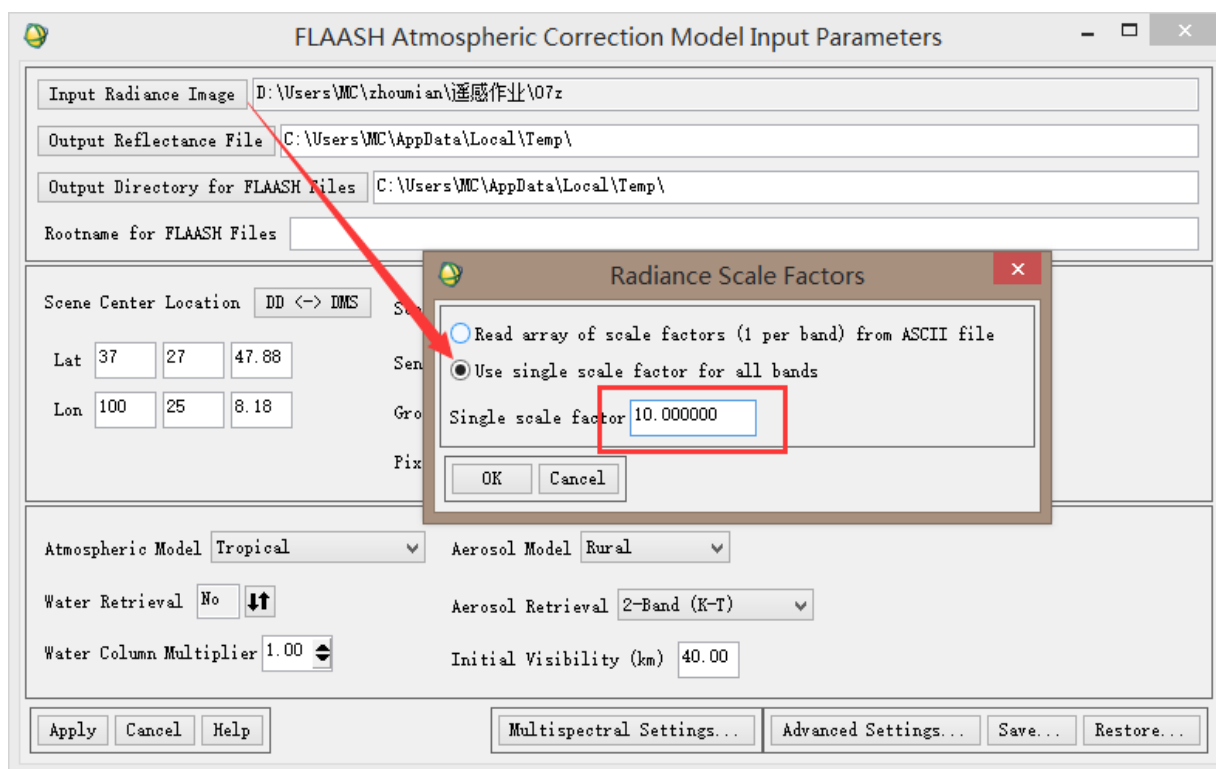 FLAASH Atmospheric Correction Model Input Parameters
Input Radiance Image D:\Users\MC\zhoumian\遥感作业\07z
Output Reflectance File C:\Users\MC\AppData\Local\Temp\
Output Directory for FLAASH Files C:\Users\MC\AppData\Local\Temp\
Rootname for FLAASH Files
Radiance Scale Factors
Scene Center Location DD <-> DMS
Read array of scale factors (1 per band) from ASCII file
Lat 37 27 47.88 Sen
Use single scale factor for all bands
Lon 100 25 8.18 Gro
Single scale factor 10.000000
Pix
OK Cancel
Atmospheric Model Tropical Aerosol Model Rural
Water Retrieval No Aerosol Retrieval 2-Band (K-T)
Water Column Multiplier 1.00 Initial Visibility (km) 40.00
Apply Cancel Help Multispectral Settings... Advanced Settings... Save... Restore...